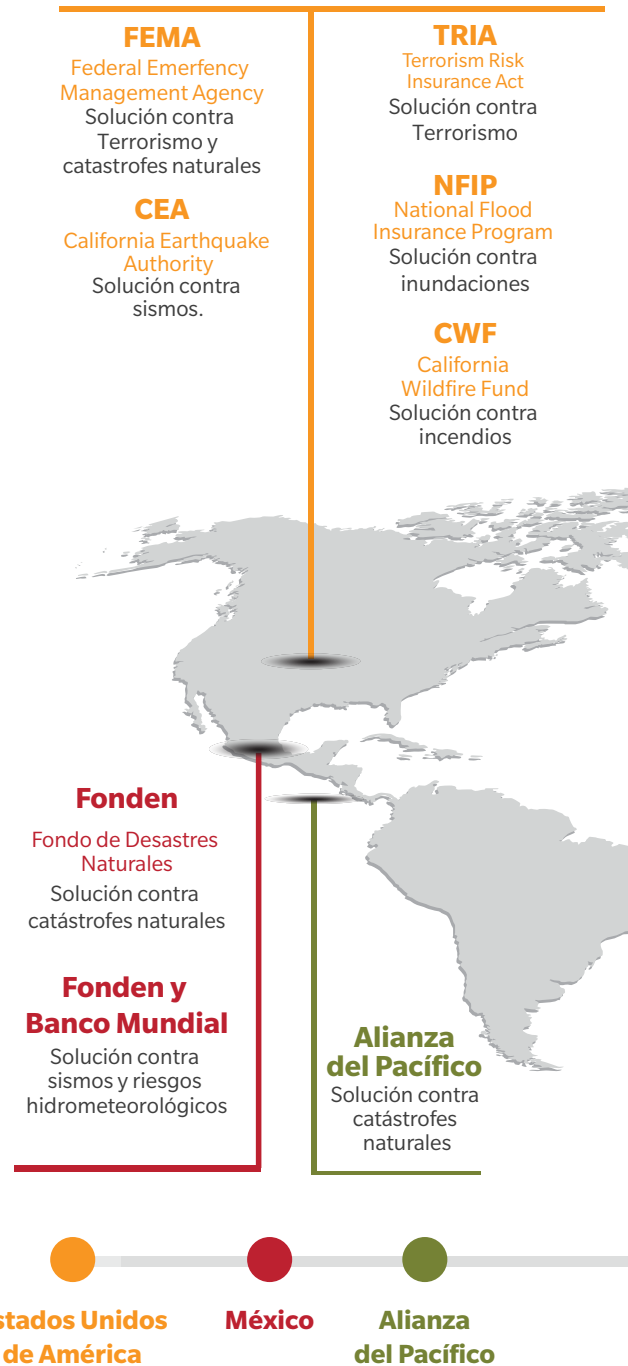 FEMA
Federal Emerfency
Management Agency
Solución contra
Terrorismo y
catastrofes naturales
CEA
California Earthquake
Authority
Solución contra
sismos.
TRIA
Terrorism Risk
Insurance Act
Solución contra
Terrorismo
NFIP
National Flood
Insurance Program
Solución contra
inundaciones
CWF
California
Wildfire Fund
Solución contra
incendios
Fonden
Fondo de Desastres
Naturales
Solución contra
catástrofes naturales
Fonden y
Banco Mundial
Solución contra
sismos y riesgos
hidrometeorológicos
Alianza
del Pacífico
Solución contra
catástrofes
naturales
stados Unidos
de América
México
Alianza
del Pacífico